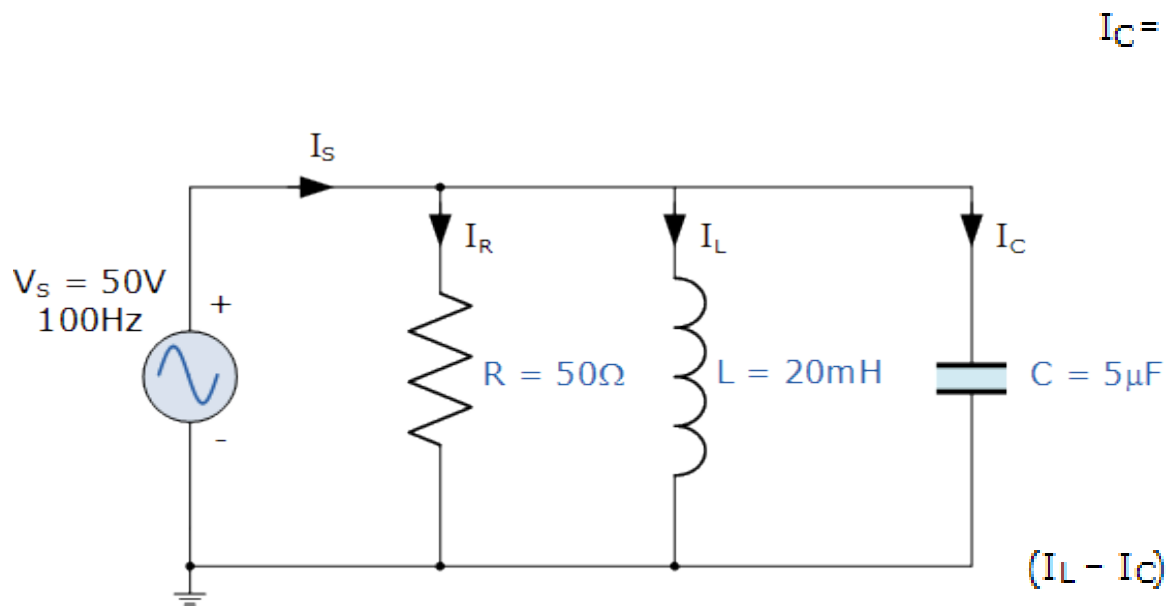 I_C =
I_S
I_R
I_L
I_C
V_S = 50V
100Hz
+
R = 50Ω
L = 20mH
C = 5μF
-
(I_L - I_C)